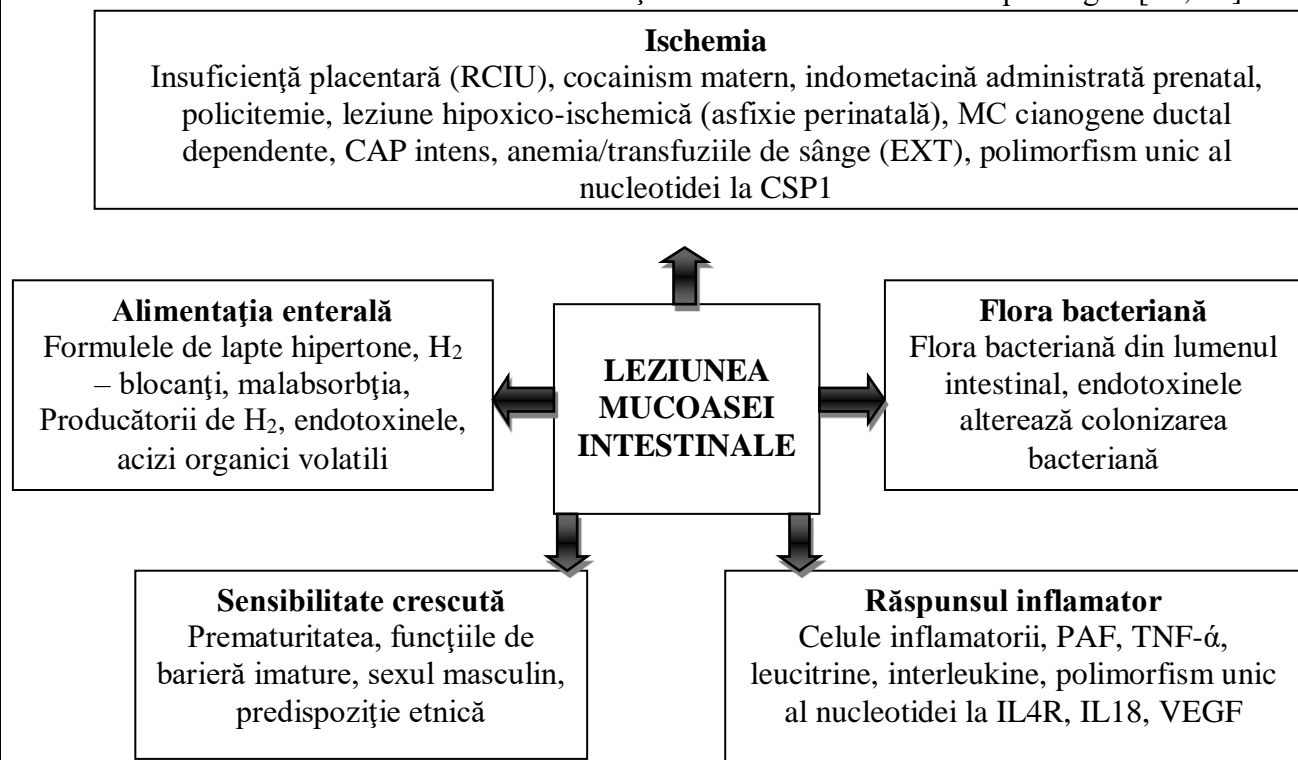 Ischemia
Insuficienţă placentară (RCIU), cocainism matern, indometacină administrată prenatal,
policitemie, leziune hipoxico-ischemică (asfixie perinatală), MC cianogene ductal
dependente, CAP intens, anemia/transfuziile de sânge (EXT), polimorfism unic al
nucleotidei la CSP1
Alimentaţia enterală
Formulele de lapte hipertone, H₂
– blocanţi, malabsorbţia,
Producătorii de H₂, endotoxinele,
acizi organici volatili
LEZIUNEA
MUCOASEI
INTESTINALE
Flora bacteriană
Flora bacteriană din lumenul
intestinal, endotoxinele
alterează colonizarea
bacteriană
Sensibilitate crescută
Prematuritatea, funcţiile de
barieră imature, sexul masculin,
predispoziţie etnică
Răspunsul inflamator
Celule inflamatorii, PAF, TNF-ά,
leucitrine, interleukine, polimorfism unic
al nucleotidei la IL4R, IL18, VEGF